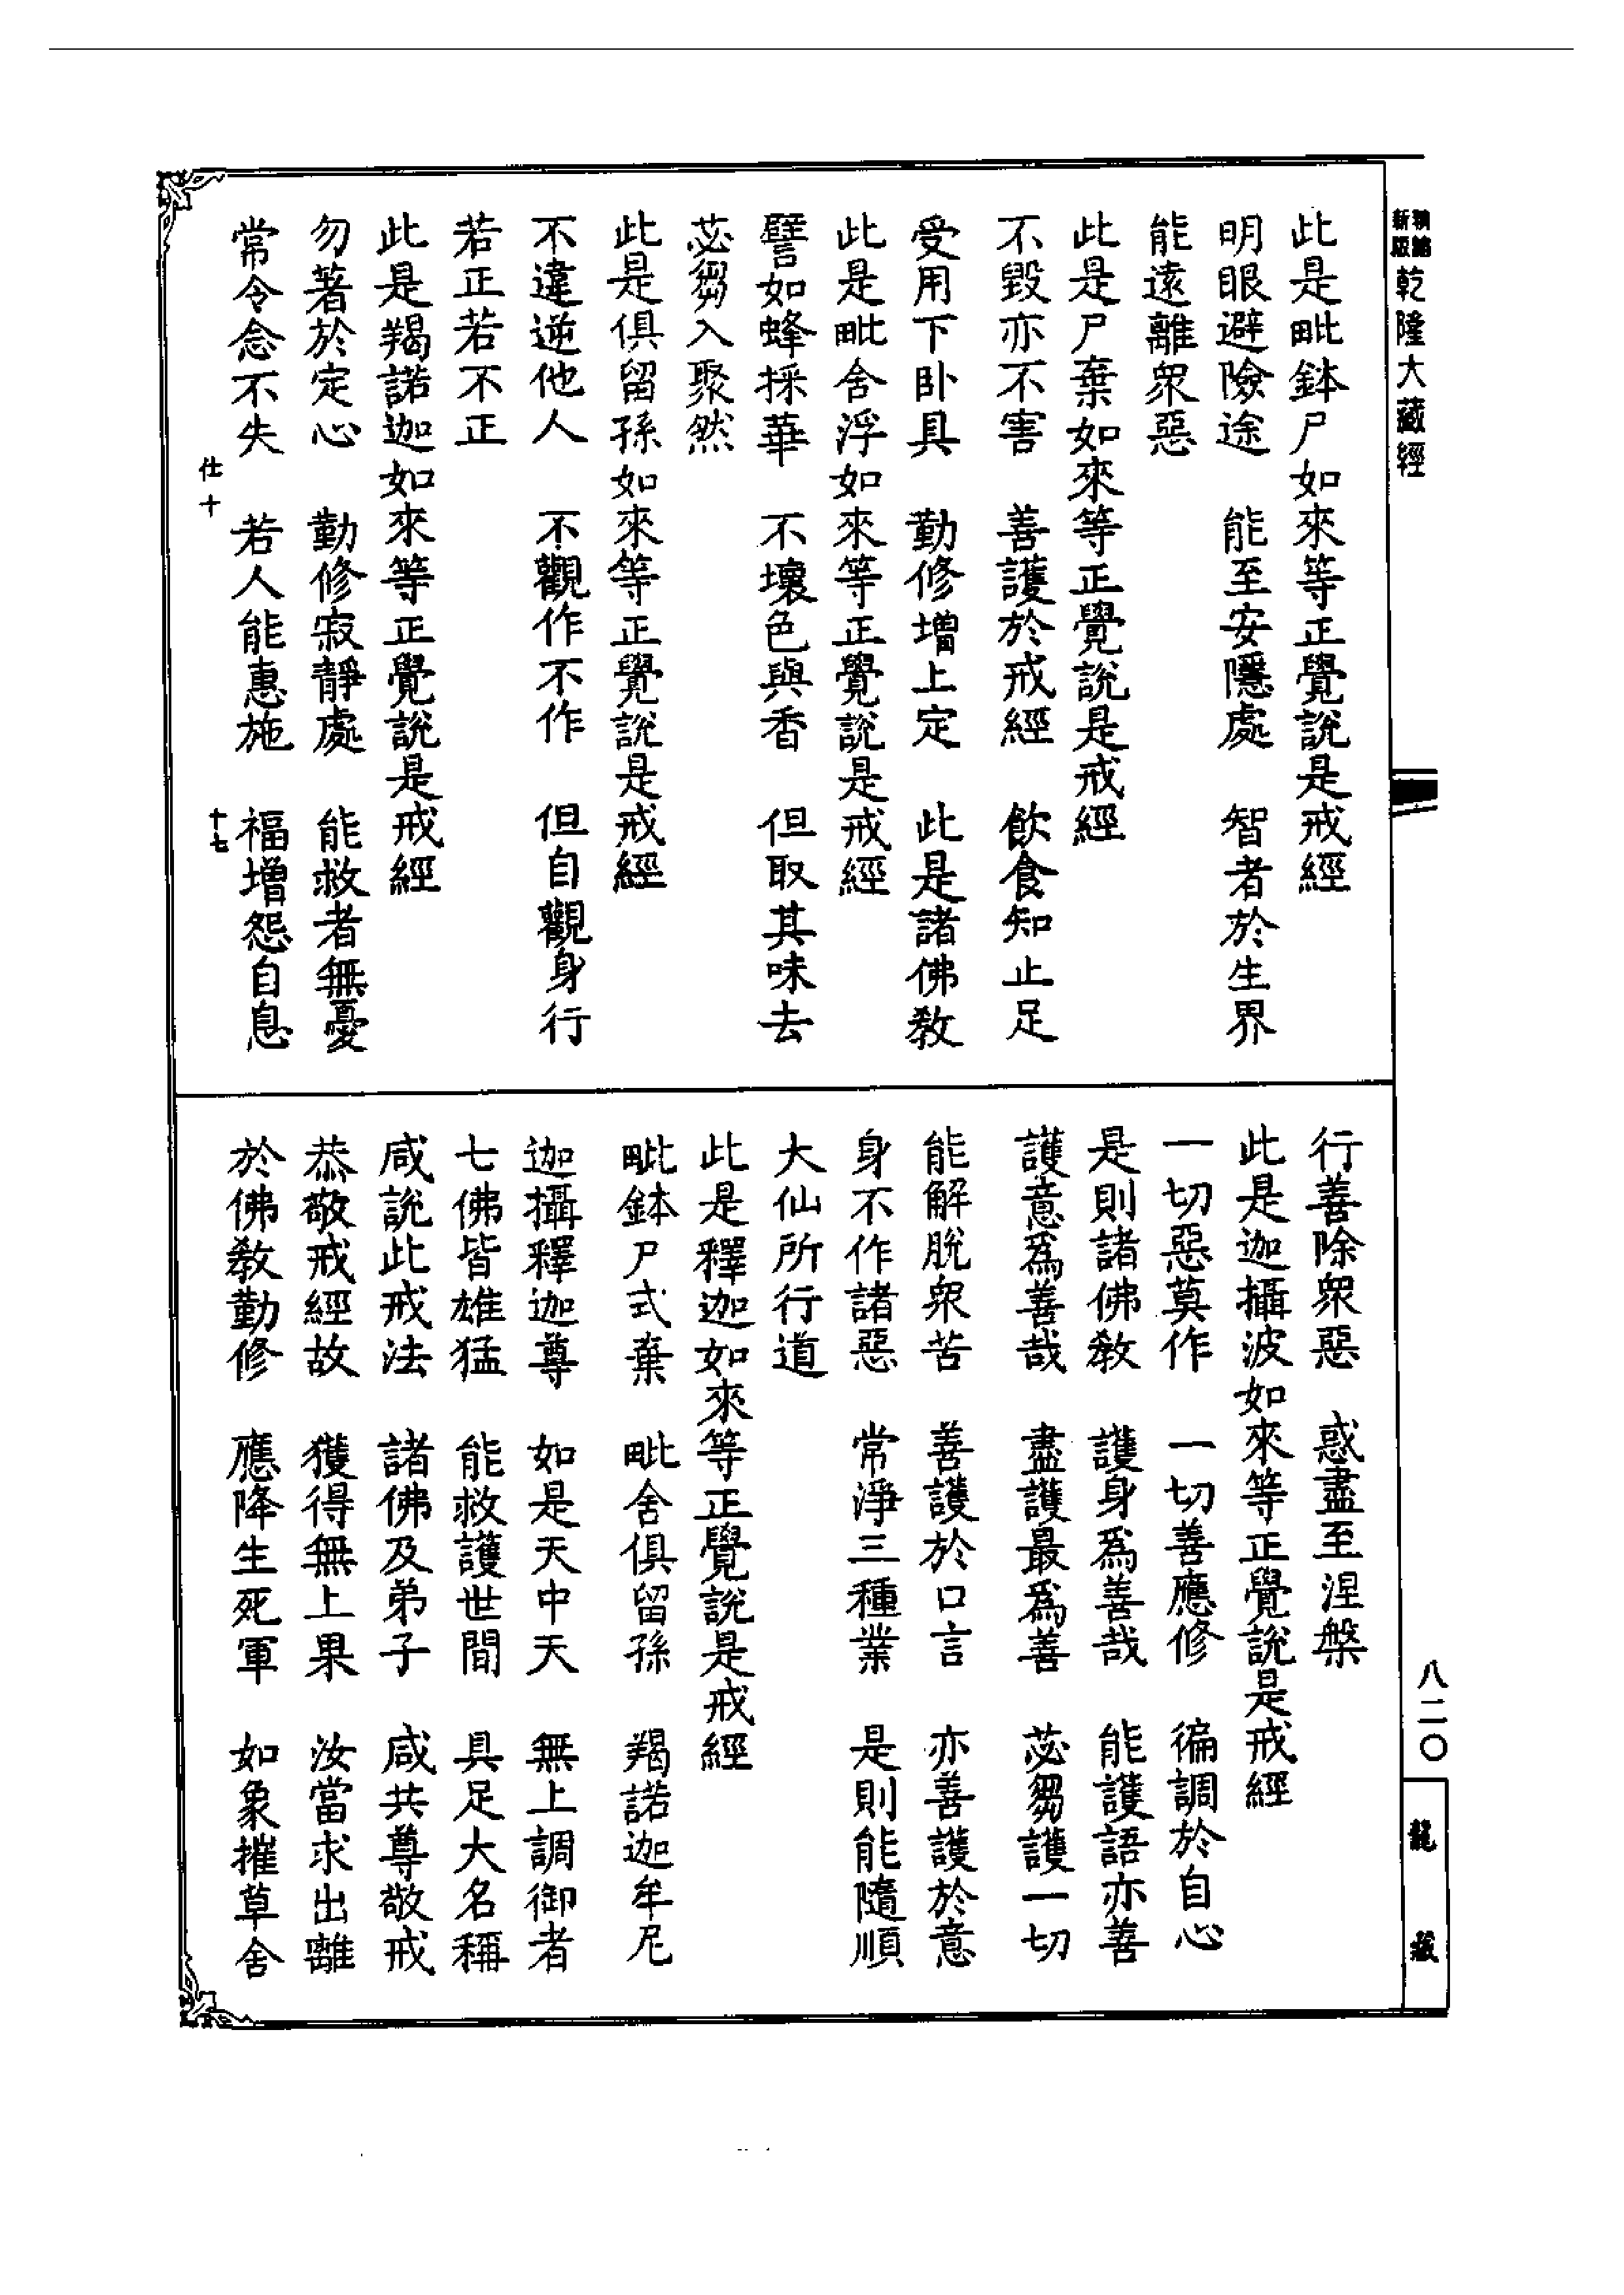 精縮新版乾隆大藏經
此是毗鉢尸如來等正覺說是戒經
明眼避險途　能至安隱處　智者於生界
能遠離眾惡
此是尸棄如來等正覺說是戒經
不毀亦不害　善護於戒經　飲食知止足
受用下卧具　勤修增上定　此是諸佛教
此是毗舍浮如來等正覺說是戒經
譬如蜂採華　不壞色與香　但取其味去
苾芻入聚然
此是俱留孫如來等正覺說是戒經
不違逆他人　不觀作不作　但自觀身行
若正若不正
此是羯諾迦如來等正覺說是戒經
勿著於定心　勤修寂靜處　能救者無憂
常令念不失　若人能惠施　福增怨自息
仕十　十七
行善除眾惡　惑盡至涅槃
此是迦攝波如來等正覺說是戒經
一切惡莫作　一切善應修　徧調於自心
是則諸佛教　護身為善哉　能護語亦善
護意為善哉　盡護最為善　苾芻護一切
能解脫眾苦　善護於口言　亦善護於意
身不作諸惡　常淨三種業　是則能隨順
大仙所行道
此是釋迦如來等正覺說是戒經
毗鉢尸式棄　毗舍俱留孫　羯諾迦牟尼
迦攝釋迦尊　如是天中天　無上調御者
七佛皆雄猛　能救護世間　具足大名稱
咸說此戒法　諸佛及弟子　咸共尊敬戒
恭敬戒經故　獲得無上果　汝當求出離
於佛教勤修　應降生死軍　如象摧草舍
八二〇
龍藏